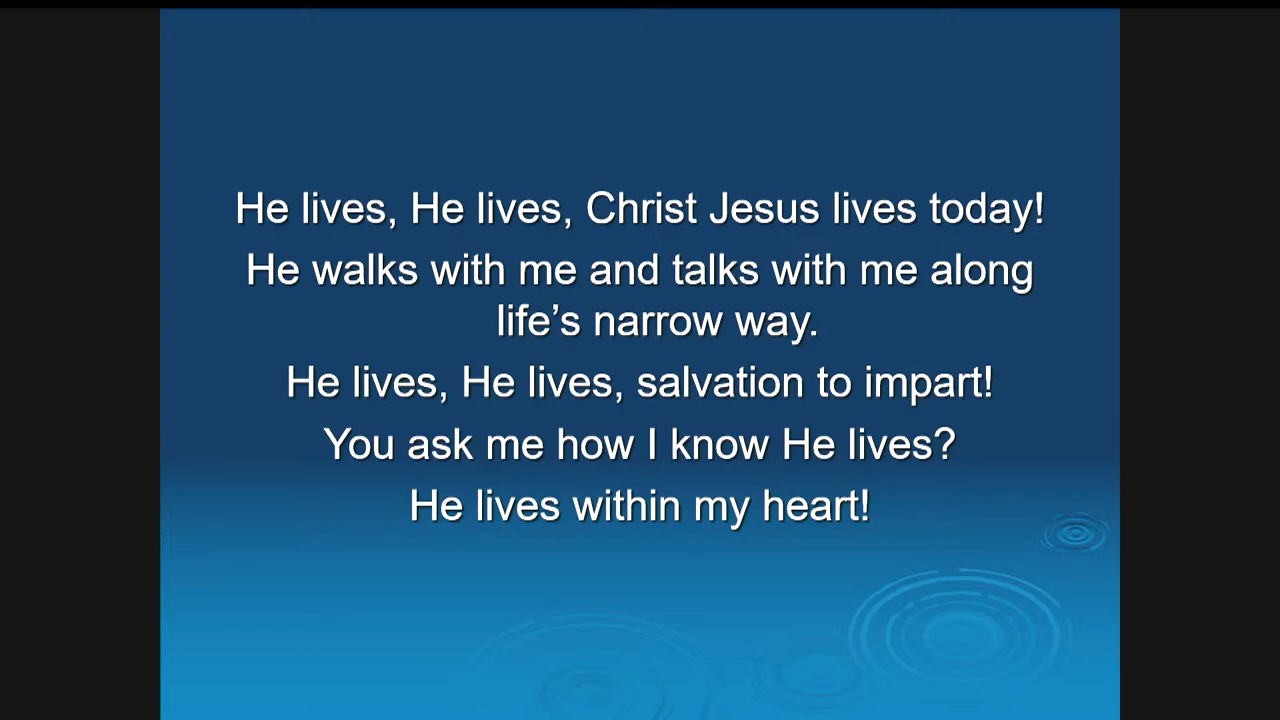 He lives, He lives, Christ Jesus lives today!
He walks with me and talks with me along
life’s narrow way.
He lives, He lives, salvation to impart!
You ask me how I know He lives?
He lives within my heart!